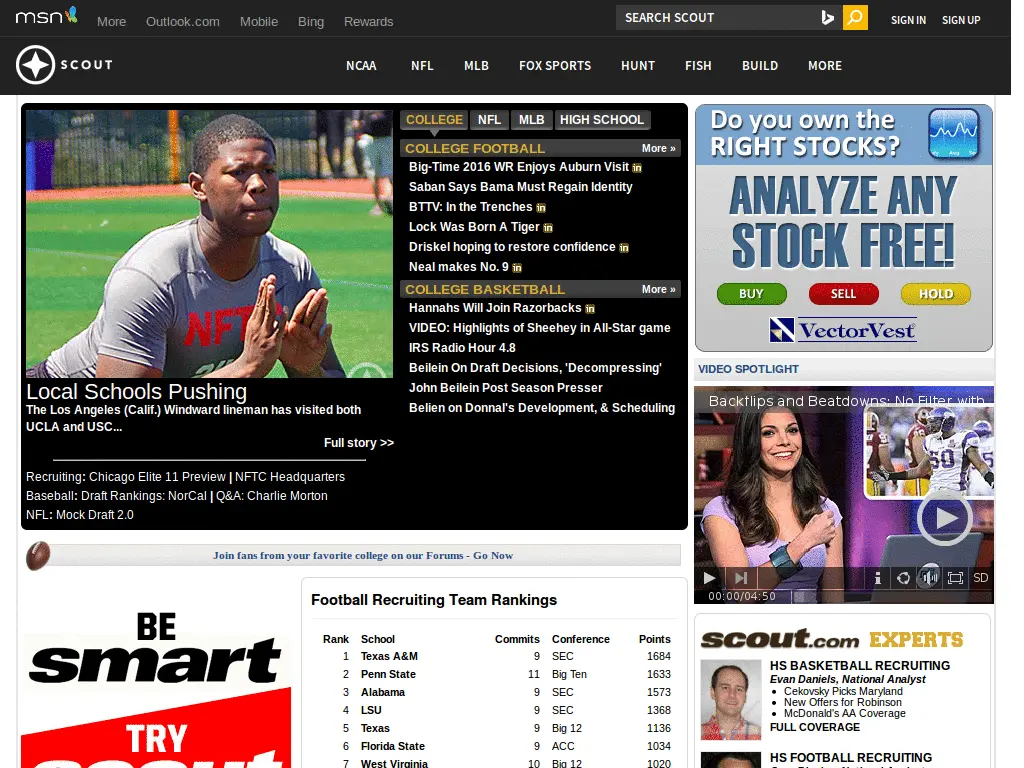 msn
More Outlook.com Mobile Bing Rewards
SEARCH SCOUT
SIGN IN SIGN UP
SCOUT
NCAA NFL MLB FOX SPORTS HUNT FISH BUILD MORE
NFTC
Local Schools Pushing
The Los Angeles (Calif.) Windward lineman has visited both
UCLA and USC...
Full story >>
Recruiting: Chicago Elite 11 Preview | NFTC Headquarters
Baseball: Draft Rankings: NorCal | Q&A: Charlie Morton
NFL: Mock Draft 2.0
COLLEGE NFL MLB HIGH SCHOOL
COLLEGE FOOTBALL More »
Big-Time 2016 WR Enjoys Auburn Visit in
Saban Says Bama Must Regain Identity
BTTV: In the Trenches in
Lock Was Born A Tiger in
Driskel hoping to restore confidence in
Neal makes No. 9 in
COLLEGE BASKETBALL More »
Hannahs Will Join Razorbacks in
VIDEO: Highlights of Sheehey in All-Star game
IRS Radio Hour 4.8
Beilein On Draft Decisions, 'Decompressing'
John Beilein Post Season Presser
Belien on Donnal's Development, & Scheduling
Do you own the
RIGHT STOCKS?
ANALYZE ANY
STOCK FREE!
BUY SELL HOLD
VectorVest
VIDEO SPOTLIGHT
Backflips and Beatdowns: No Filter with
50
SD
00:00/04:50
Join fans from your favorite college on our Forums - Go Now
BE
smart
TRY
scout
Football Recruiting Team Rankings
Rank School Commits Conference Points
1 Texas A&M 9 SEC 1684
2 Penn State 11 Big Ten 1633
3 Alabama 9 SEC 1573
4 LSU 9 SEC 1368
5 Texas 9 Big 12 1136
6 Florida State 9 ACC 1034
7 West Virginia 10 Big 12 1020
scout.com EXPERTS
HS BASKETBALL RECRUITING
Evan Daniels, National Analyst
Cekovsky Picks Maryland
New Offers for Robinson
McDonald's AA Coverage
FULL COVERAGE
HS FOOTBALL RECRUITING